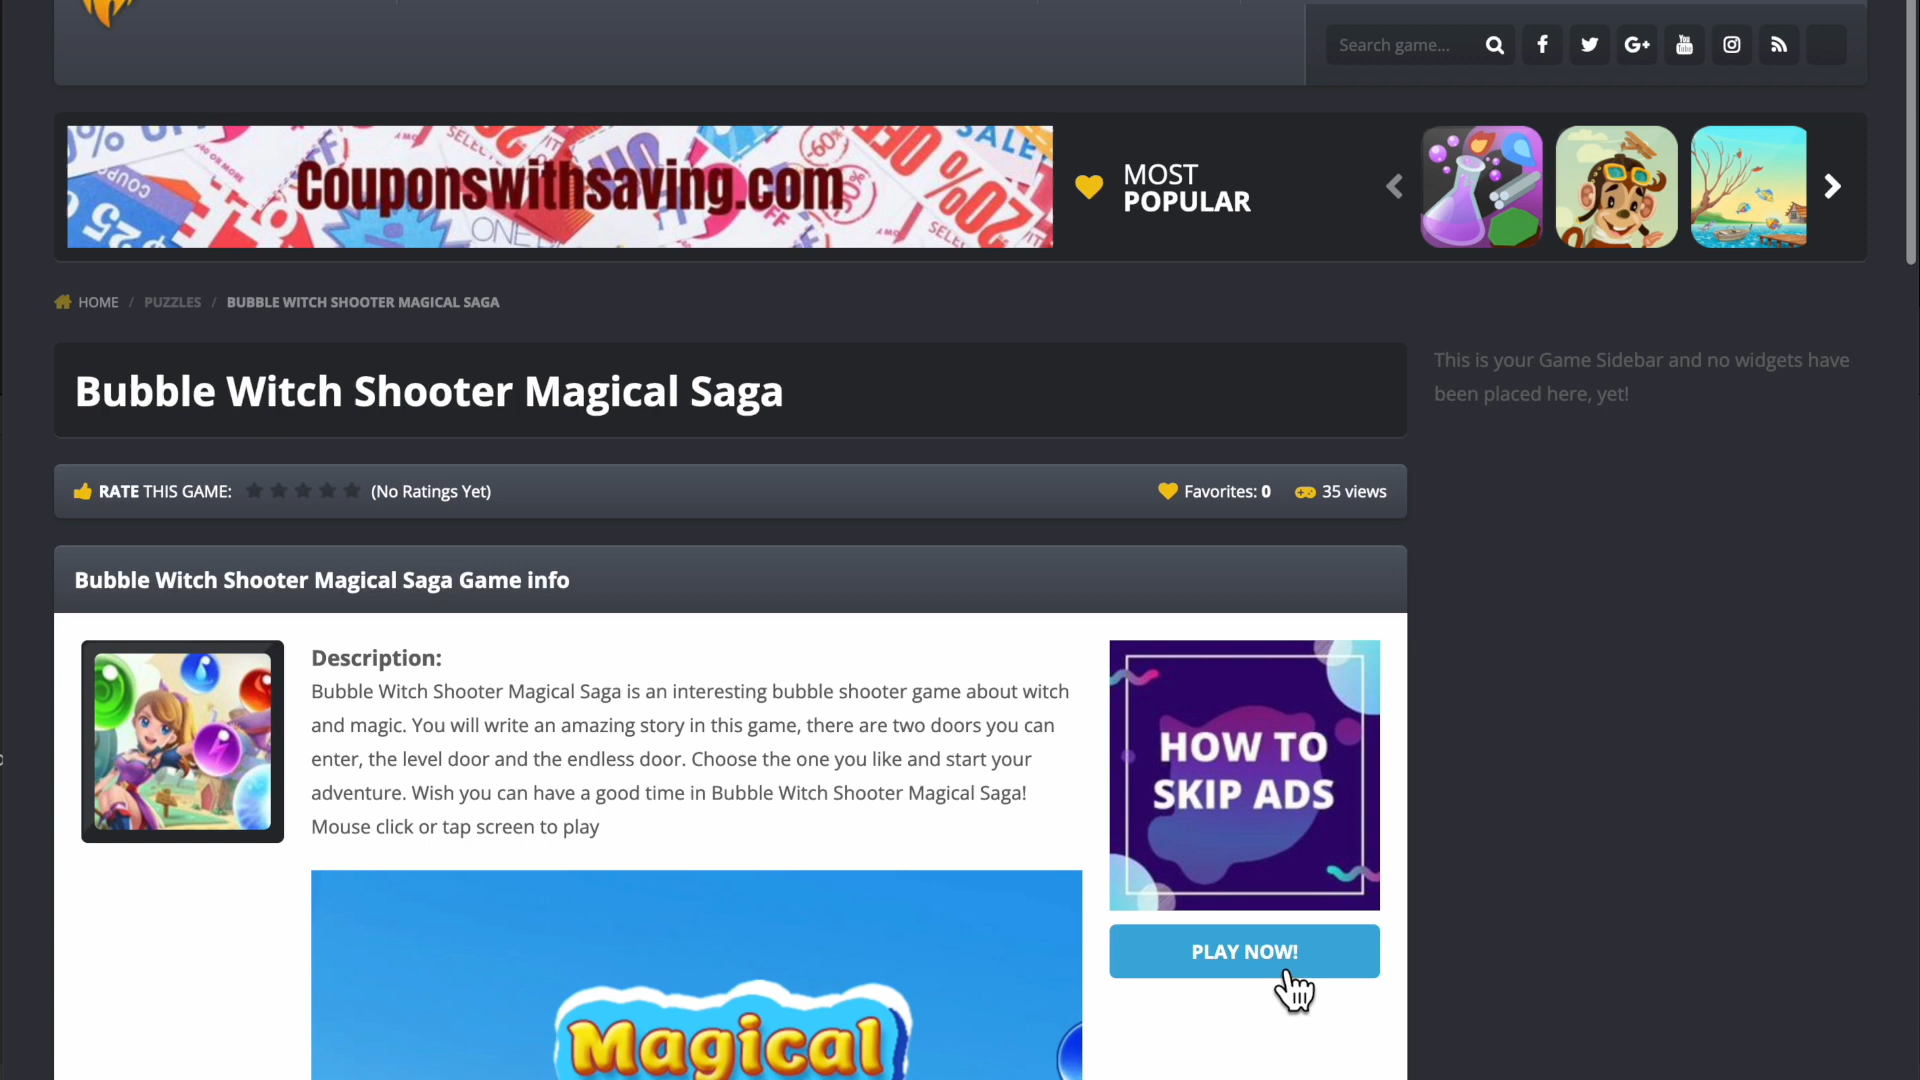 Search game...
Couponswithsaving.com
MOST
POPULAR
HOME / PUZZLES / BUBBLE WITCH SHOOTER MAGICAL SAGA
Bubble Witch Shooter Magical Saga
This is your Game Sidebar and no widgets have
been placed here, yet!
RATE THIS GAME: (No Ratings Yet)
Favorites: 0
35 views
Bubble Witch Shooter Magical Saga Game info
Description:
Bubble Witch Shooter Magical Saga is an interesting bubble shooter game about witch
and magic. You will write an amazing story in this game, there are two doors you can
enter, the level door and the endless door. Choose the one you like and start your
adventure. Wish you can have a good time in Bubble Witch Shooter Magical Saga!
Mouse click or tap screen to play
HOW TO
SKIP ADS
PLAY NOW!
Magical